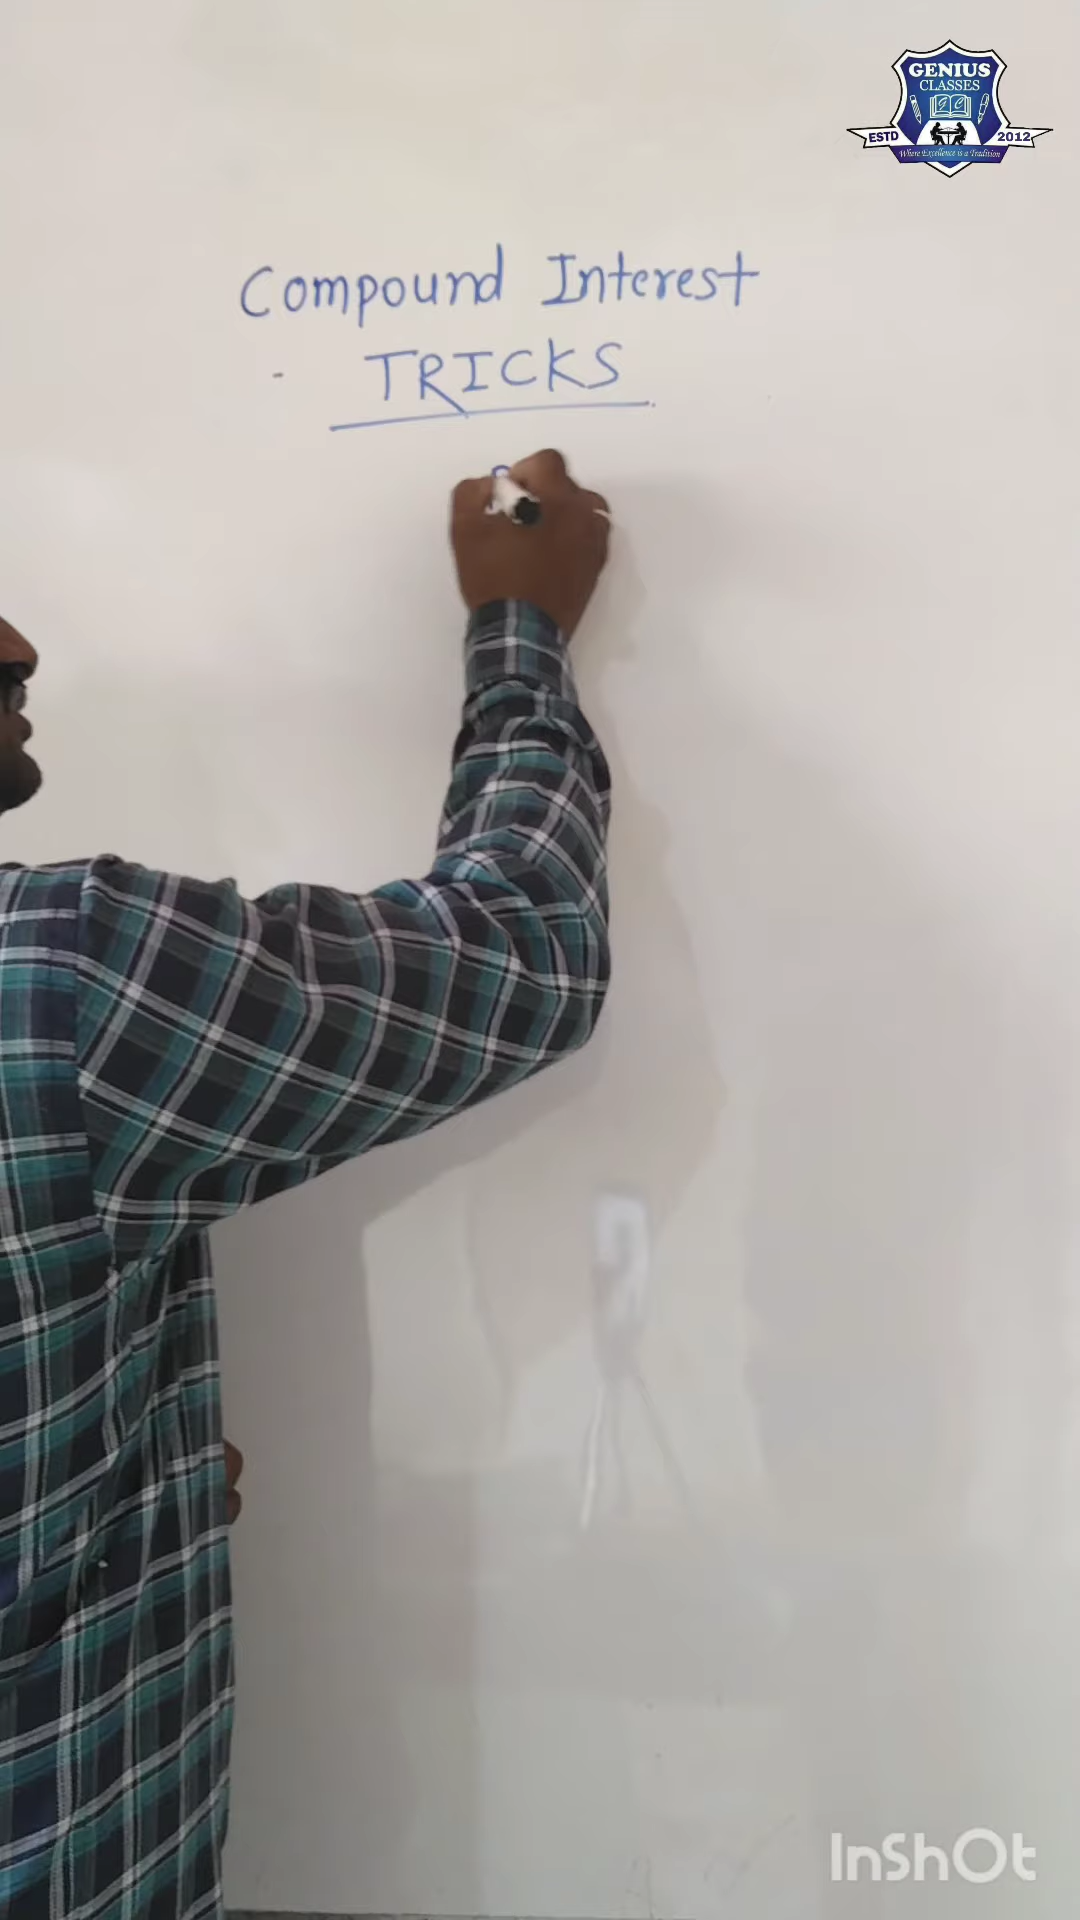 GENIUS
CLASSES
ESTD 2012
Where Excellence is a Tradition
Compound Interest
- TRICKS
InShOt